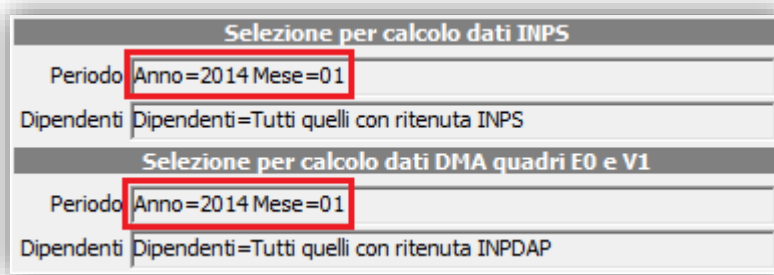 Selezione per calcolo dati INPS
Periodo Anno=2014 Mese=01
Dipendenti Dipendenti=Tutti quelli con ritenuta INPS
Selezione per calcolo dati DMA quadri E0 e V1
Periodo Anno=2014 Mese=01
Dipendenti Dipendenti=Tutti quelli con ritenuta INPDAP